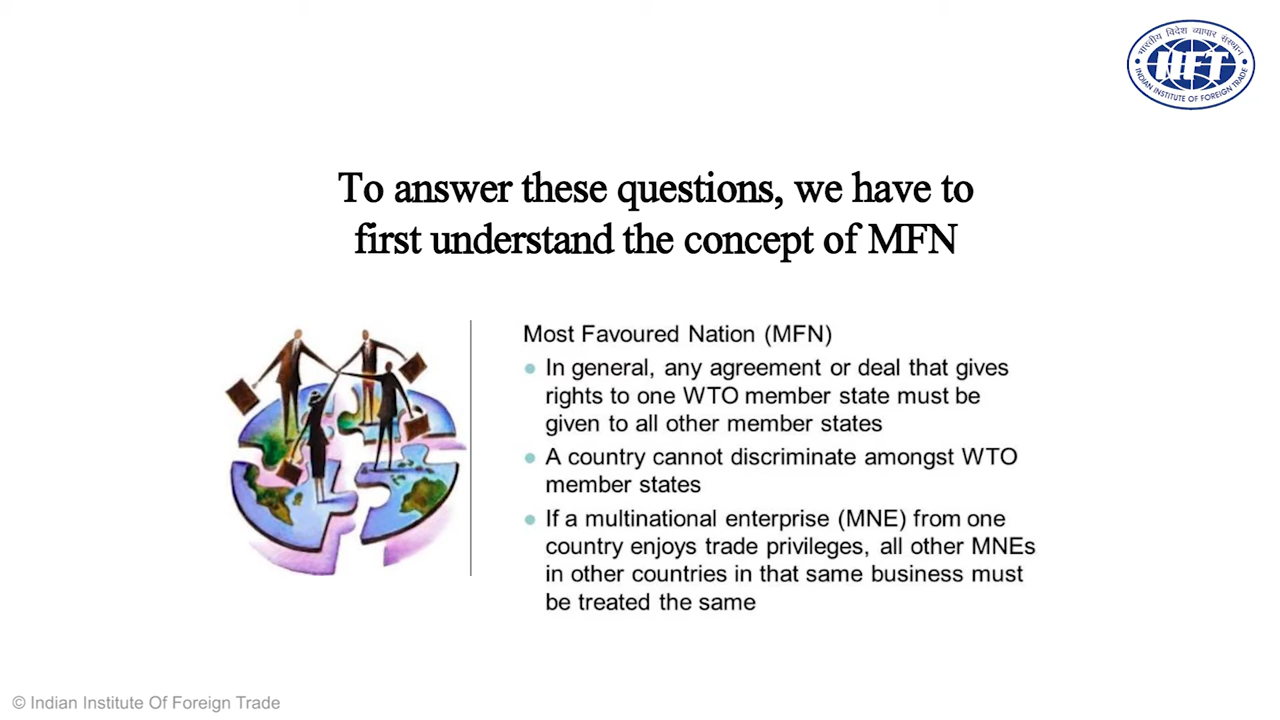 भारतीय विदेश व्यापार संस्थान
IIFT
INDIAN INSTITUTE OF FOREIGN TRADE
To answer these questions, we have to
first understand the concept of MFN
Most Favoured Nation (MFN)
In general, any agreement or deal that gives
rights to one WTO member state must be
given to all other member states
A country cannot discriminate amongst WTO
member states
If a multinational enterprise (MNE) from one
country enjoys trade privileges, all other MNEs
in other countries in that same business must
be treated the same
© Indian Institute Of Foreign Trade